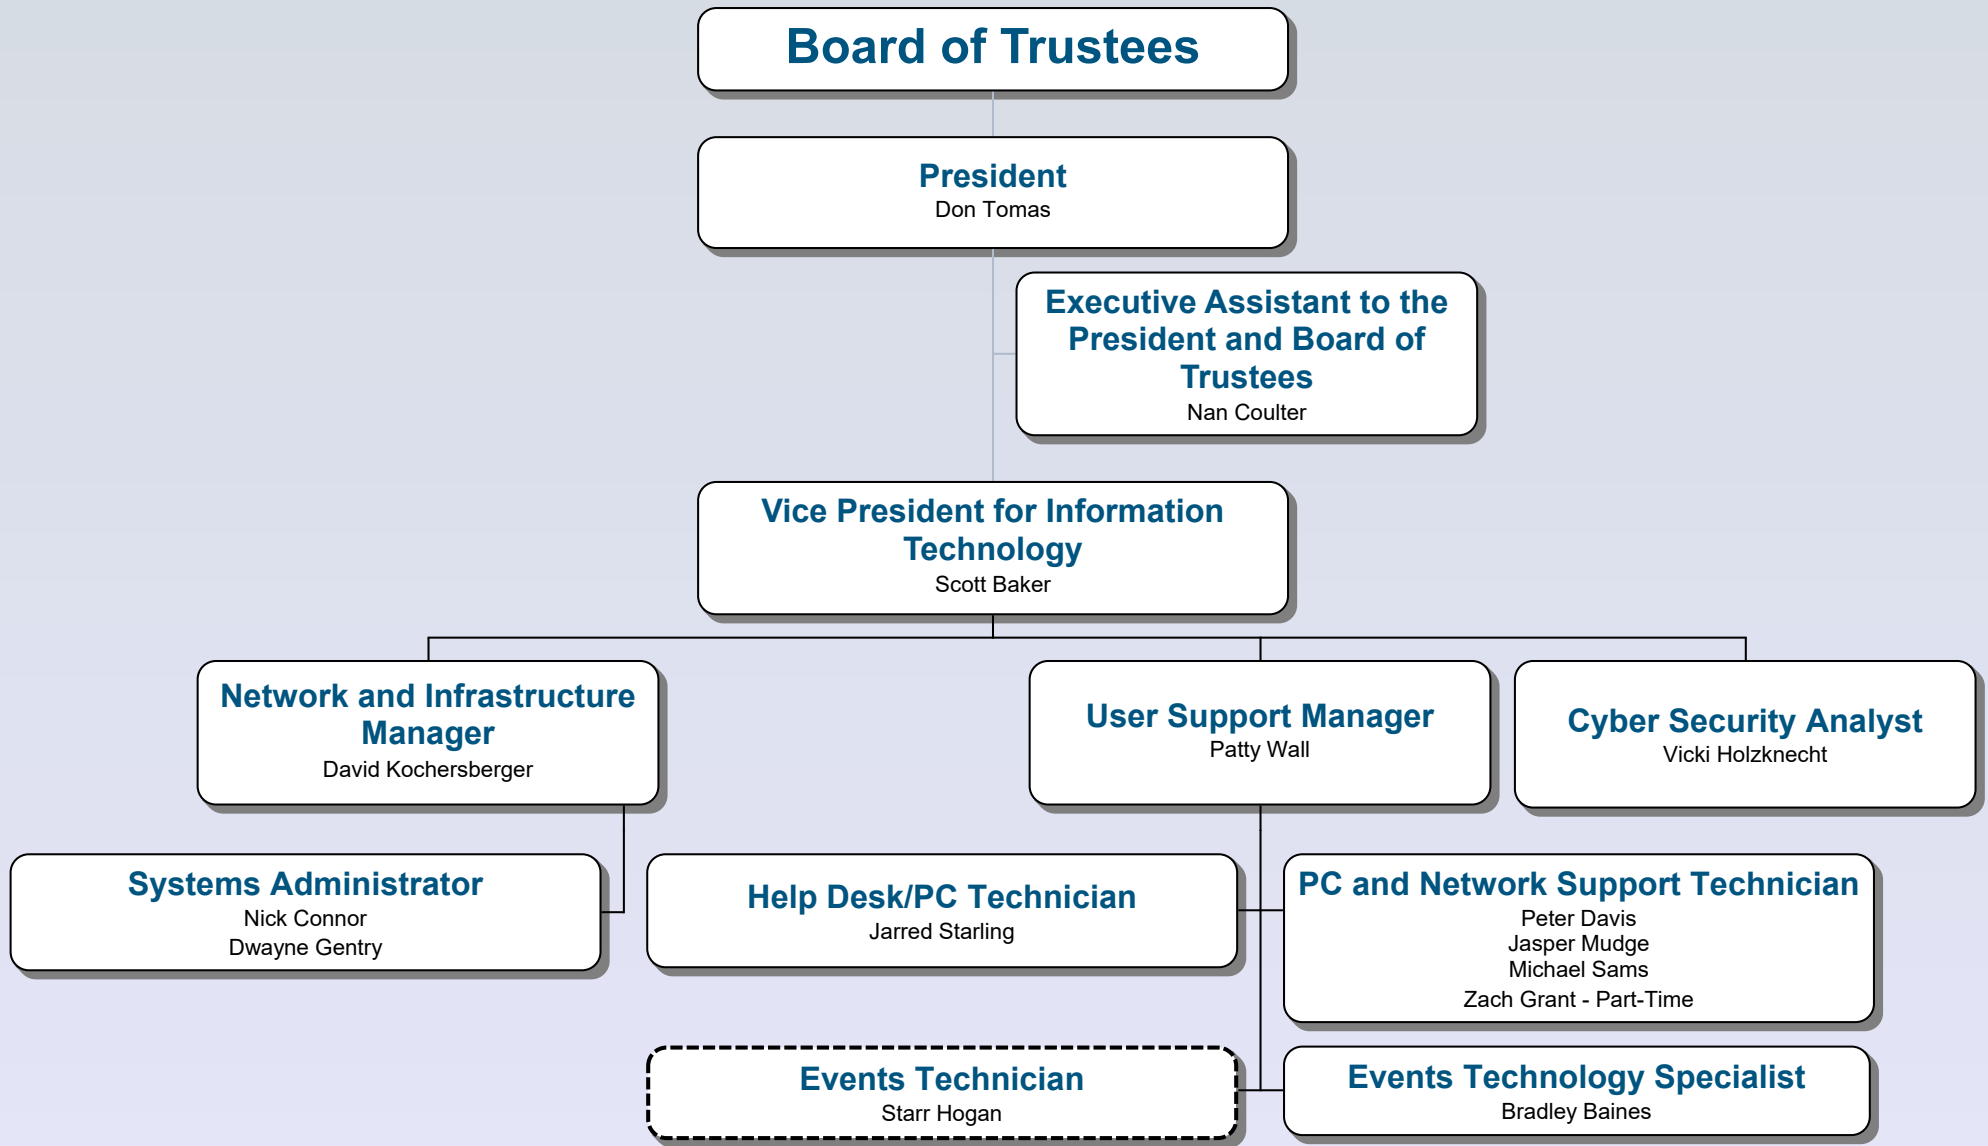 Board of Trustees
President
Don Tomas
Executive Assistant to the
President and Board of
Trustees
Nan Coulter
Vice President for Information
Technology
Scott Baker
Network and Infrastructure
Manager
David Kochersberger
User Support Manager
Patty Wall
Cyber Security Analyst
Vicki Holzknecht
Systems Administrator
Nick Connor
Dwayne Gentry
Help Desk/PC Technician
Jarred Starling
PC and Network Support Technician
Peter Davis
Jasper Mudge
Michael Sams
Zach Grant - Part-Time
Events Technician
Starr Hogan
Events Technology Specialist
Bradley Baines